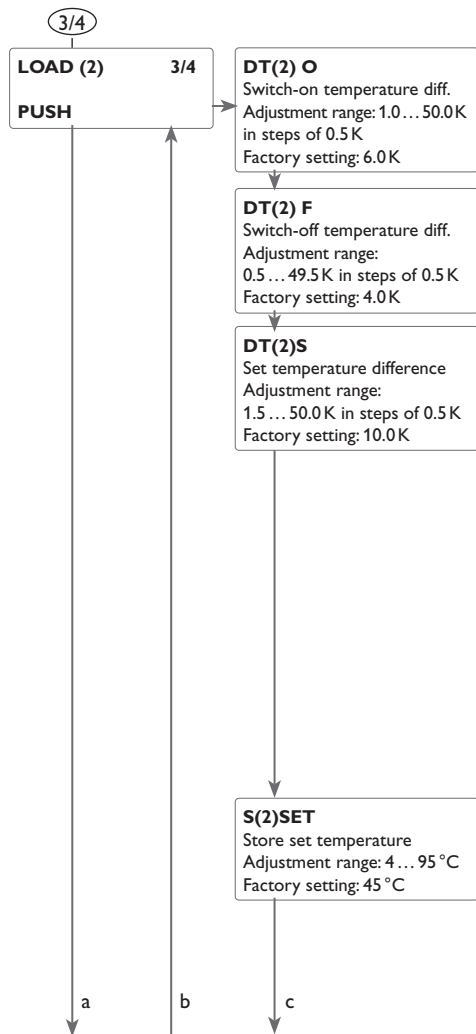 3/4
LOAD (2) 3/4
PUSH
DT(2) O
Switch-on temperature diff.
Adjustment range: 1.0 … 50.0 K
in steps of 0.5 K
Factory setting: 6.0 K
DT(2) F
Switch-off temperature diff.
Adjustment range:
0.5 … 49.5 K in steps of 0.5 K
Factory setting: 4.0 K
DT(2)S
Set temperature difference
Adjustment range:
1.5 … 50.0 K in steps of 0.5 K
Factory setting: 10.0 K
S(2)SET
Store set temperature
Adjustment range: 4 … 95 °C
Factory setting: 45 °C
a b c